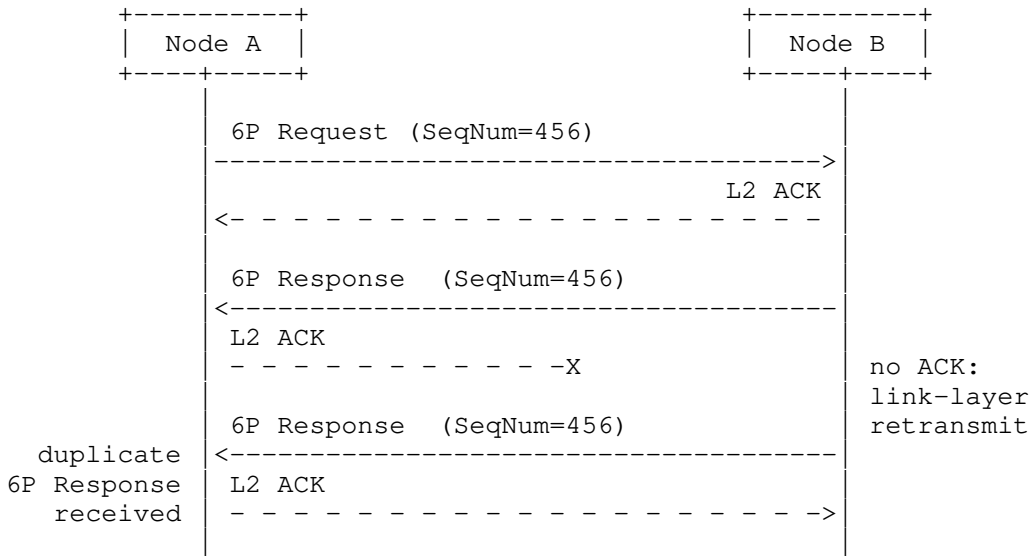 Node A
Node B
6P Request (SeqNum=456)
L2 ACK
6P Response (SeqNum=456)
L2 ACK
X
no ACK:
link-layer
retransmit
6P Response (SeqNum=456)
duplicate
6P Response
received
L2 ACK